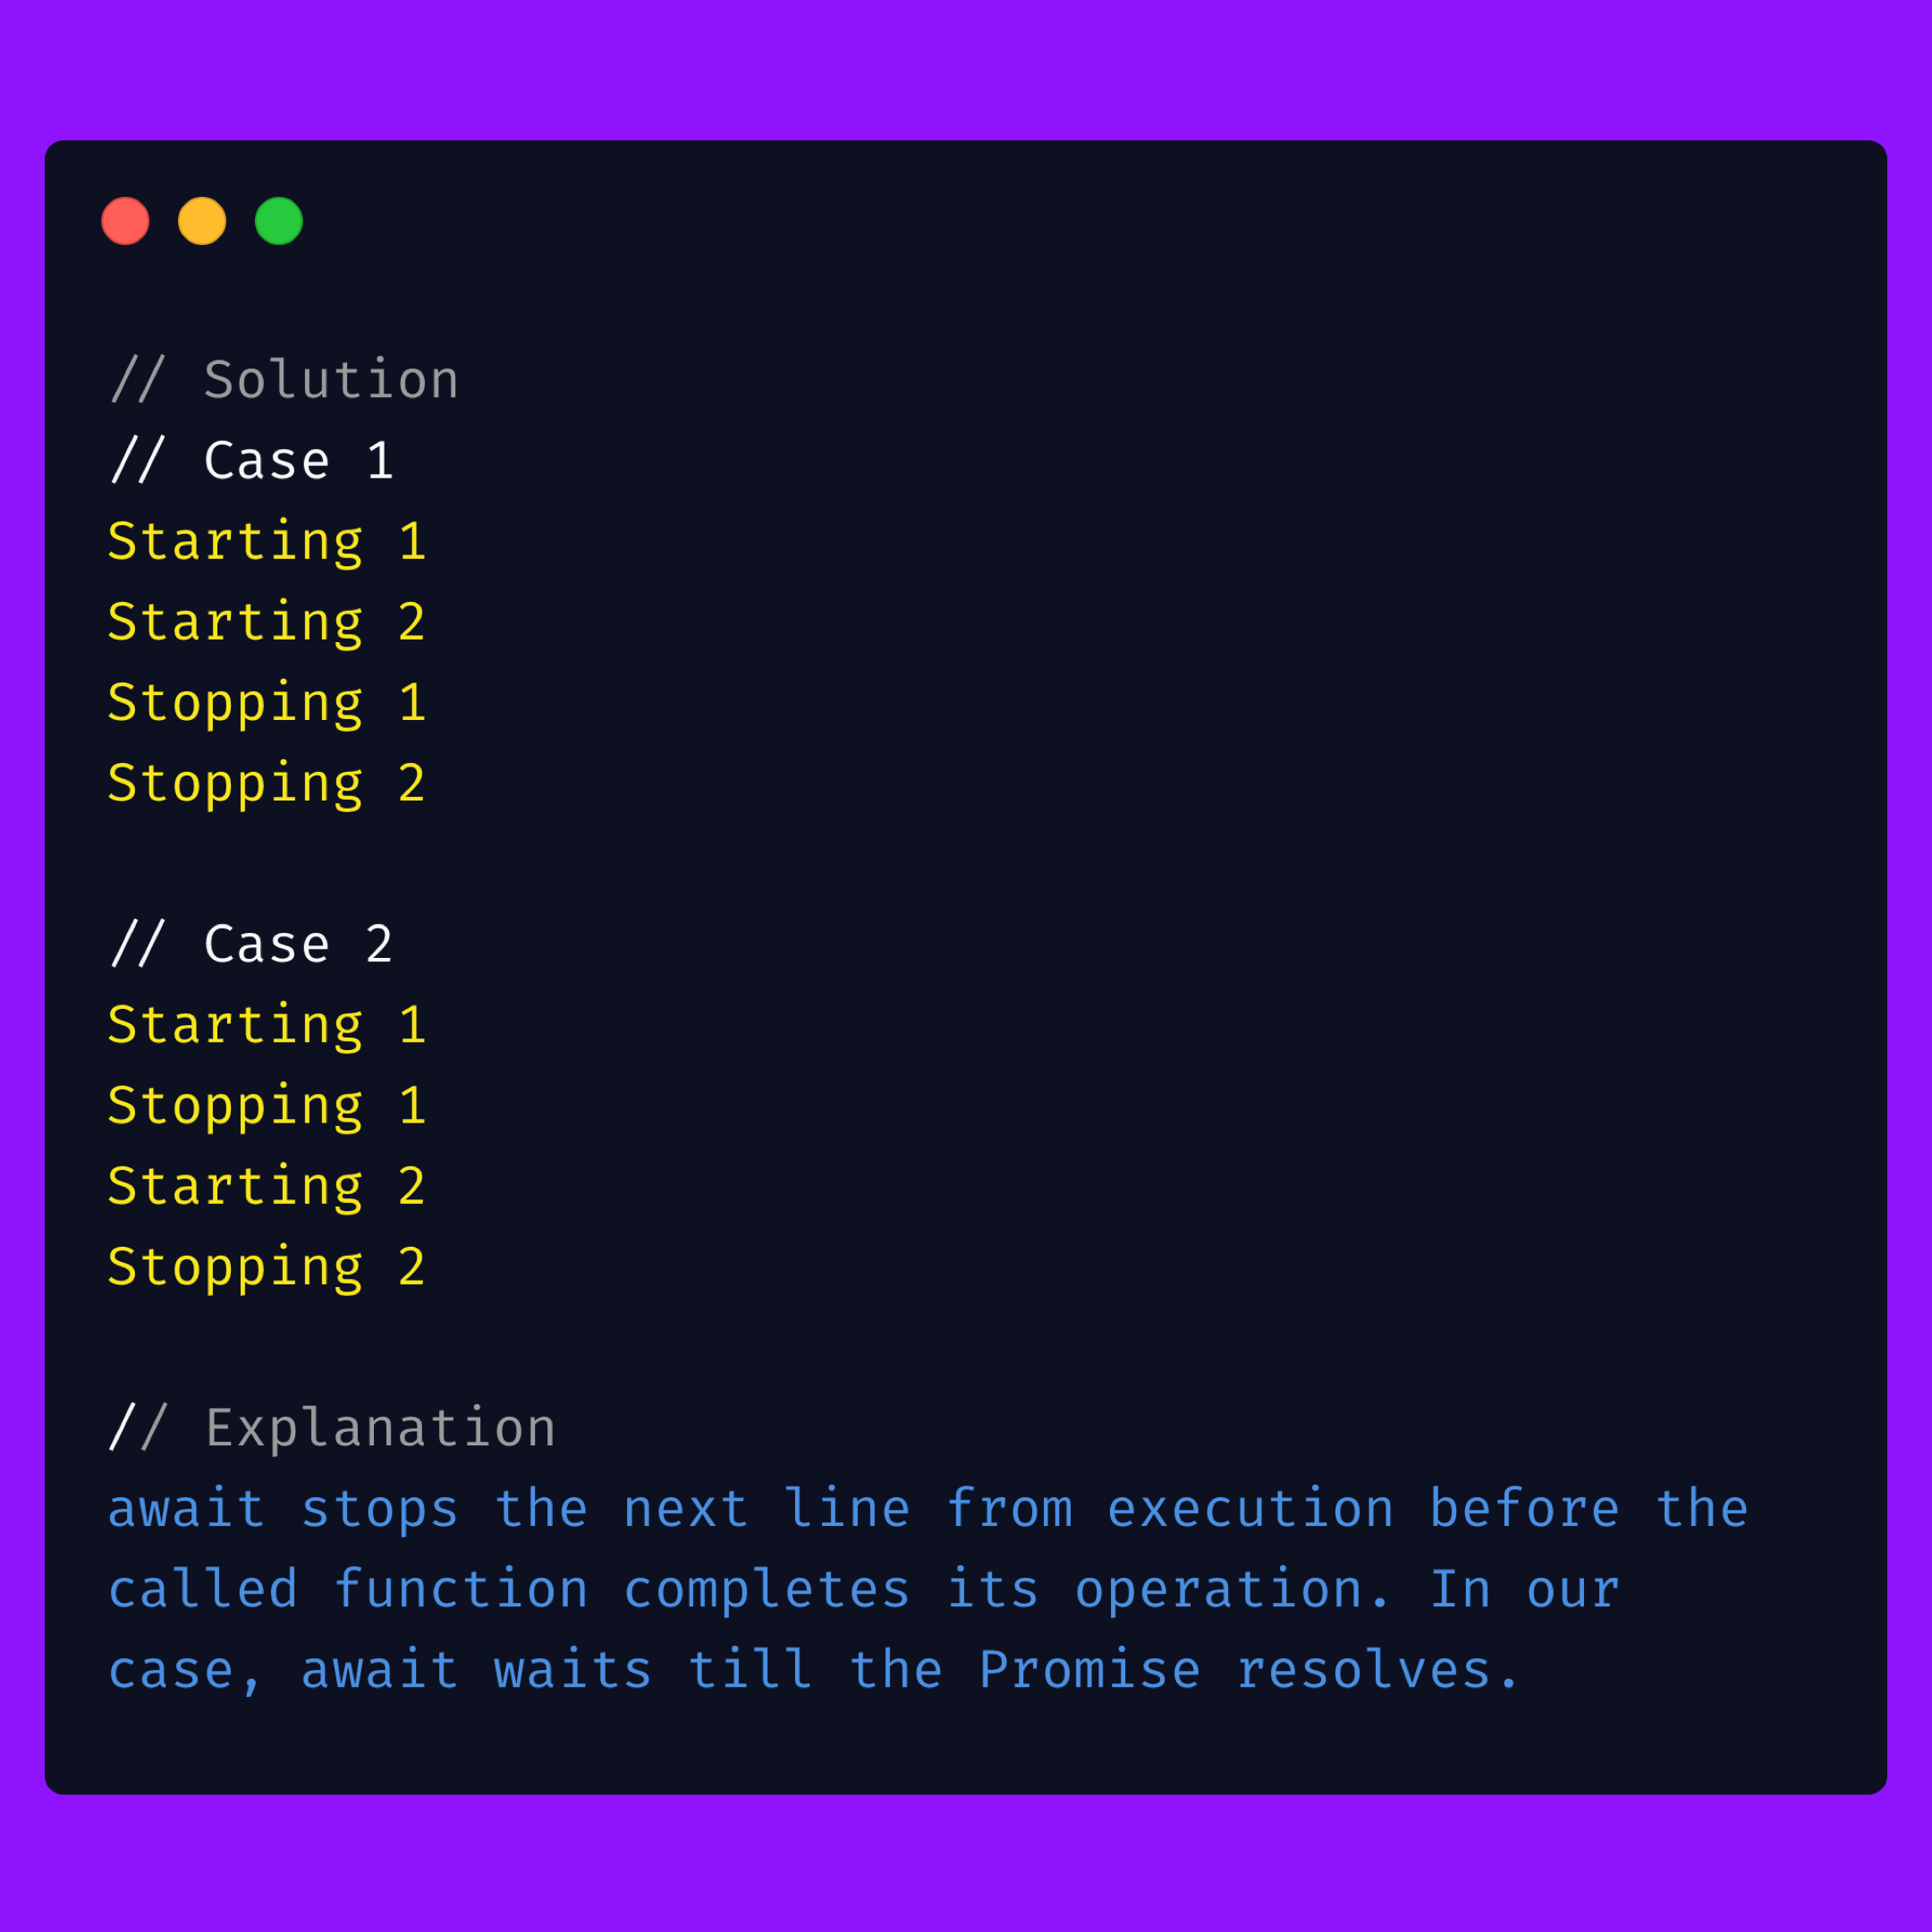 // Solution
// Case 1
Starting 1
Starting 2
Stopping 1
Stopping 2
// Case 2
Starting 1
Stopping 1
Starting 2
Stopping 2
// Explanation
await stops the next line from execution before the
called function completes its operation. In our
case, await waits till the Promise resolves.